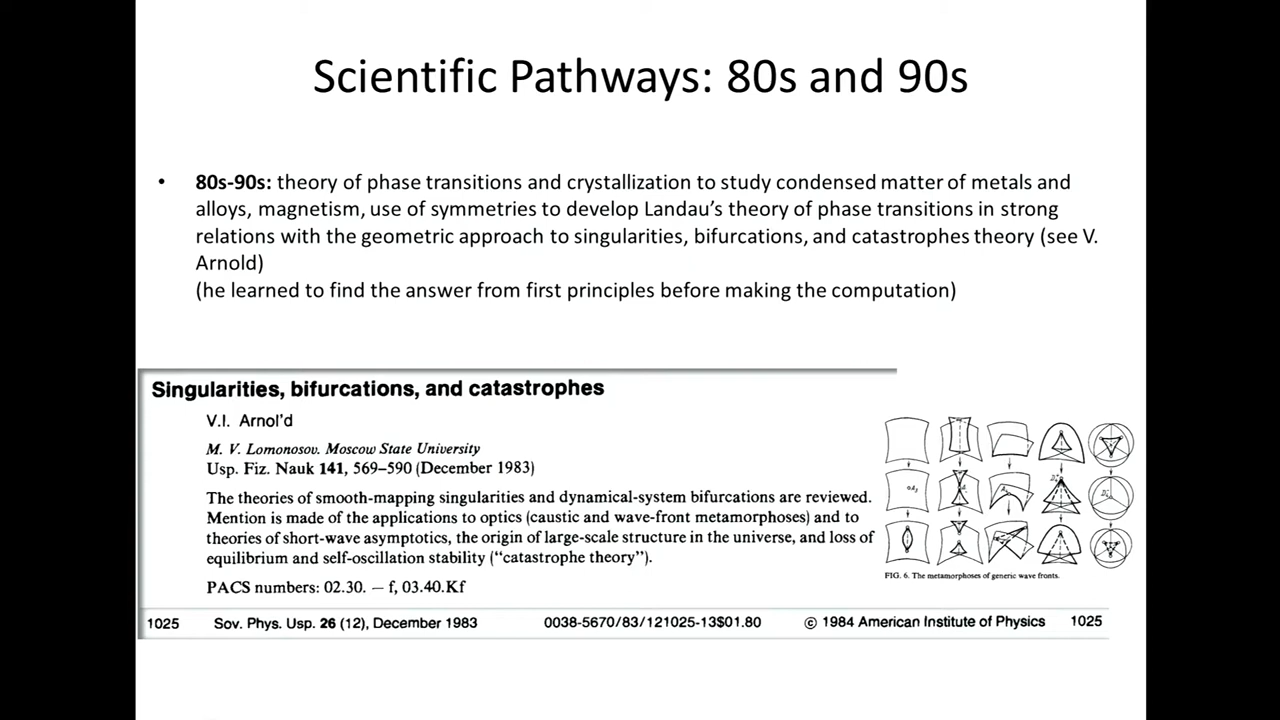 Scientific Pathways: 80s and 90s
• 80s-90s: theory of phase transitions and crystallization to study condensed matter of metals and
alloys, magnetism, use of symmetries to develop Landau's theory of phase transitions in strong
relations with the geometric approach to singularities, bifurcations, and catastrophes theory (see V.
Arnold)
(he learned to find the answer from first principles before making the computation)
Singularities, bifurcations, and catastrophes
V.I. Arnol'd
M. V. Lomonosov. Moscow State University
Usp. Fiz. Nauk 141, 569–590 (December 1983)
The theories of smooth-mapping singularities and dynamical-system bifurcations are reviewed.
Mention is made of the applications to optics (caustic and wave-front metamorphoses) and to
theories of short-wave asymptotics, the origin of large-scale structure in the universe, and loss of
equilibrium and self-oscillation stability ("catastrophe theory").
PACS numbers: 02.30. – f, 03.40.Kf
FIG. 6. The metamorphoses of generic wave fronts.
1025 Sov. Phys. Usp. 26 (12), December 1983 0038-5670/83/121025-13$01.80 © 1984 American Institute of Physics 1025